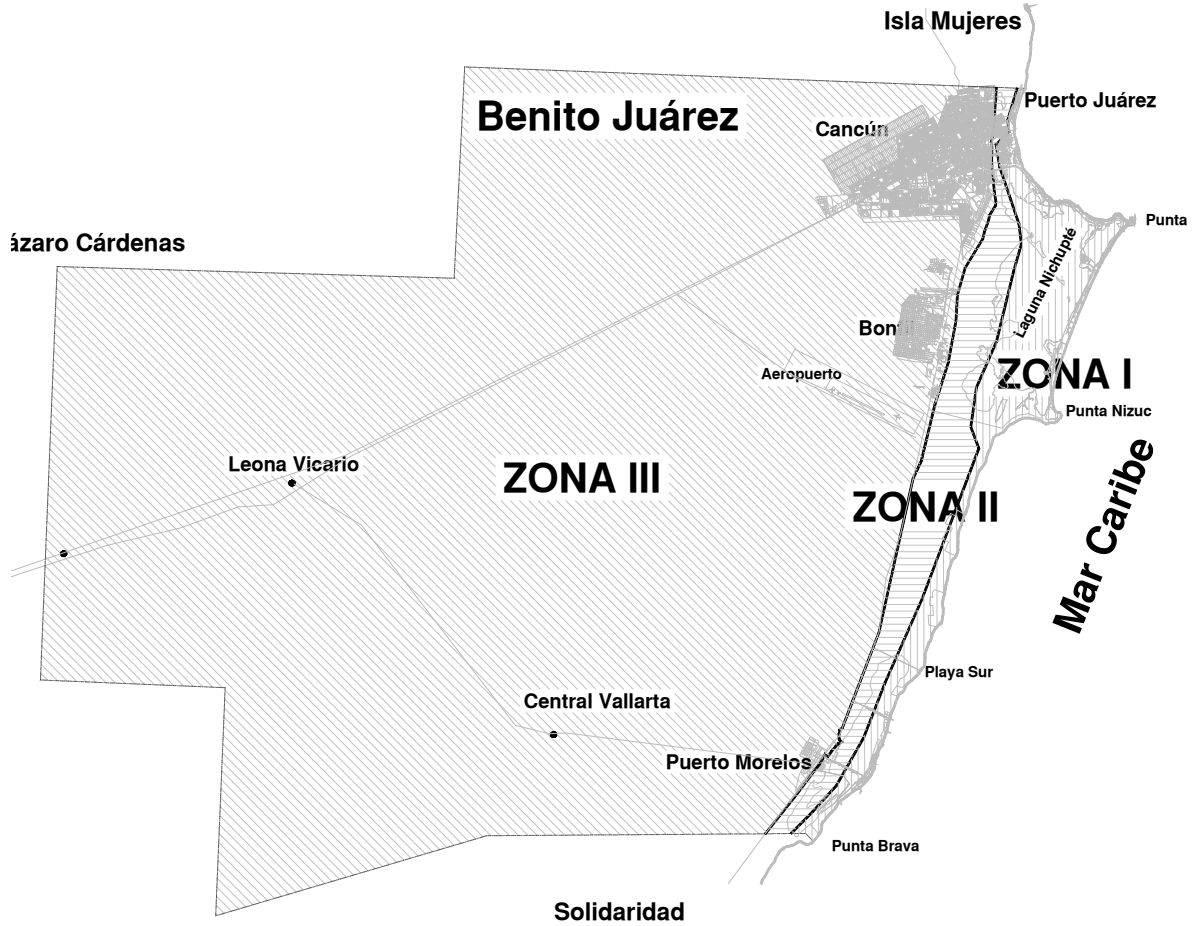 Isla Mujeres
Puerto Juárez
Benito Juárez
Cancún
Punta
ázaro Cárdenas
Laguna Nichupté
Aeropuerto
ZONA I
Punta Nizuc
Mar Caribe
Leona Vicario
ZONA III
ZONA II
Playa Sur
Central Vallarta
Puerto Morelos
Punta Brava
Solidaridad